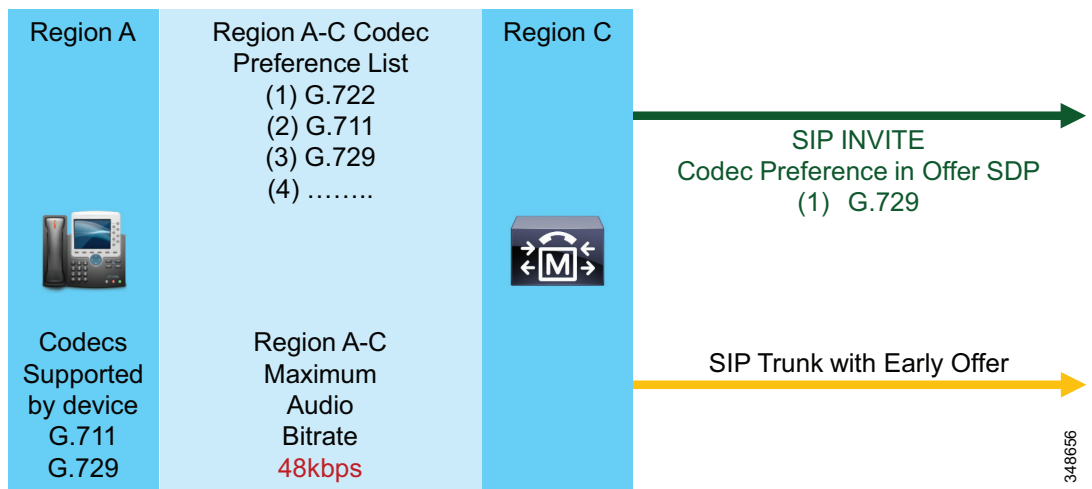 Region A
Region A-C Codec
Preference List
(1) G.722
(2) G.711
(3) G.729
(4) ........
Region C
SIP INVITE
Codec Preference in Offer SDP
(1) G.729
M
Codecs
Supported
by device
G.711
G.729
Region A-C
Maximum
Audio
Bitrate
48kbps
SIP Trunk with Early Offer
348656